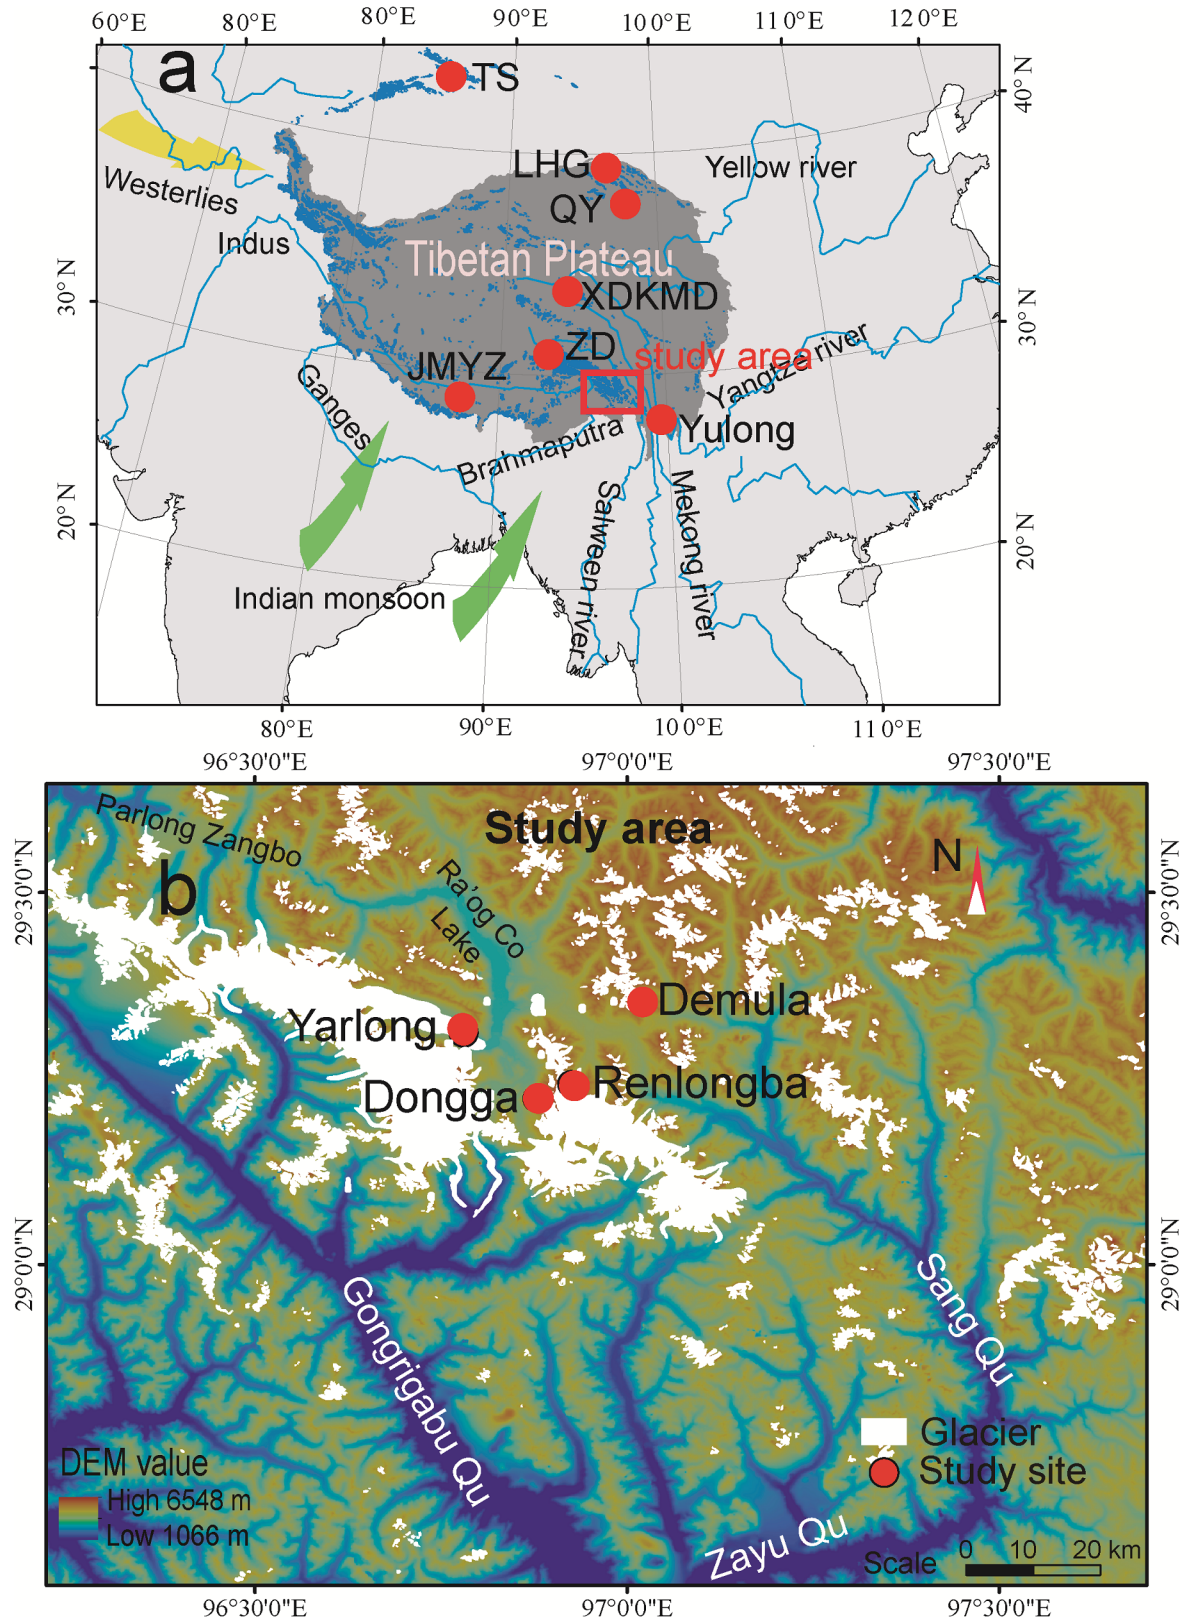 60°E 80°E 80°E 90°E 100°E 110°E 120°E
a
TS
40° N
LHG
Yellow river
Westerlies
QY
Indus
Tibetan Plateau
30° N
XDKMD
30° N
ZD
study area
JMYZ
Yangtze river
Ganges
Yulong
Brahmaputra
20° N
Salween river
Mekong river
20° N
Indian monsoon
80°E 90°E 100°E 110°E
96°30'0"E 97°0'0"E 97°30'0"E
Parlong Zangbo
Study area
N
b
Ra'og Co
Lake
29°30'0"N
29°30'0"N
Demula
Yarlong
Renlongba
Dongga
29°0'0"N
29°0'0"N
Gongrigabu Qu
Sang Qu
Glacier
Study site
DEM value
High 6548 m
Low 1066 m
Zayu Qu
Scale
0 10 20 km
96°30'0"E 97°0'0"E 97°30'0"E